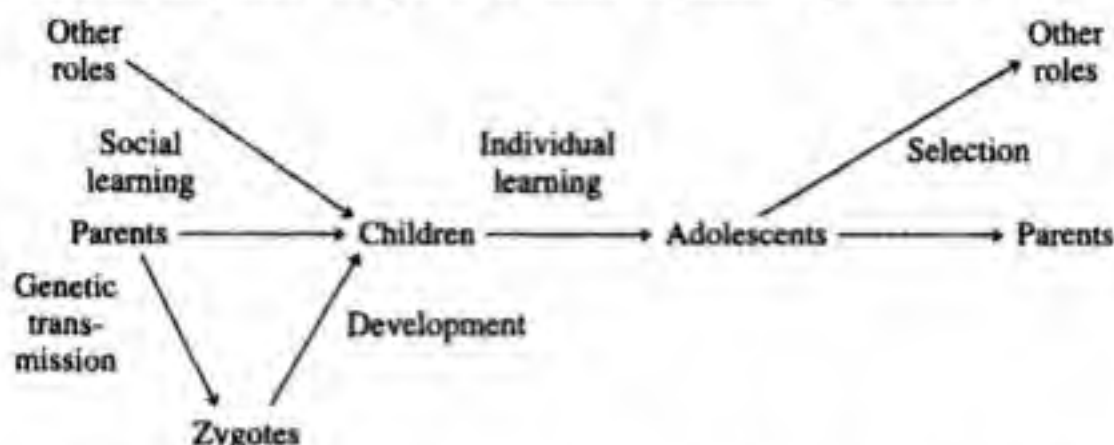 Other
roles
Other
roles
Social
learning
Individual
learning
Selection
Parents
Children
Adolescents
Parents
Genetic
trans-
mission
Development
Zygotes